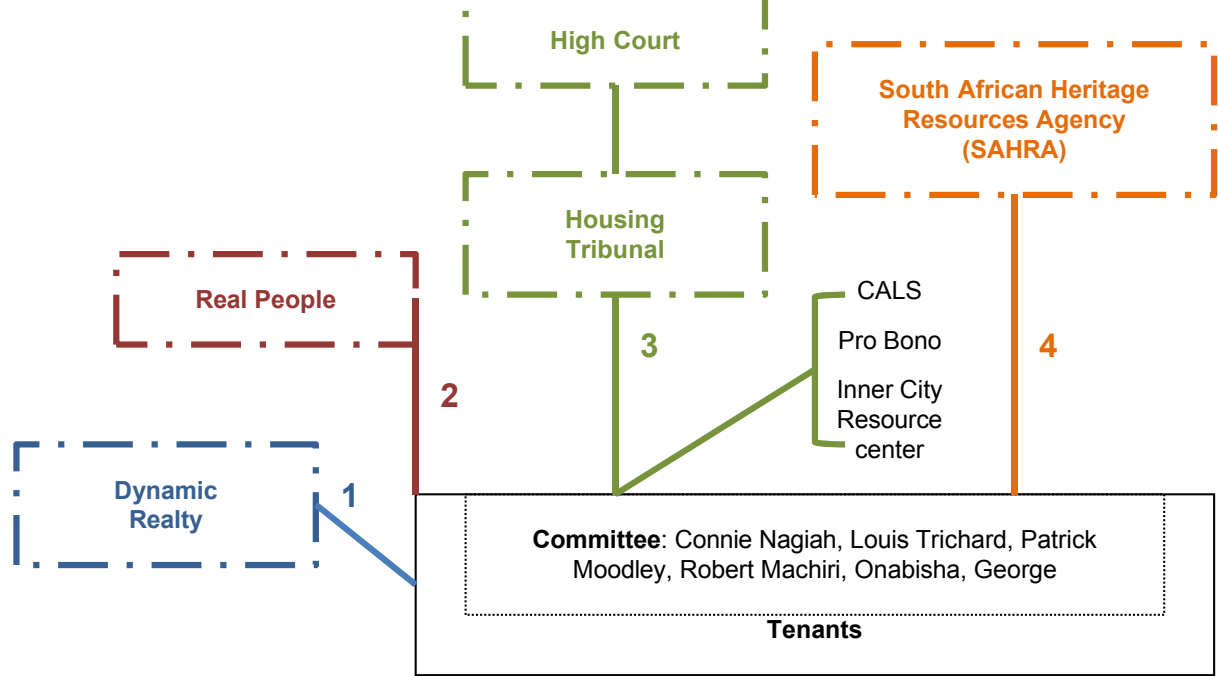 High Court
South African Heritage
Resources Agency
(SAHRA)
Housing
Tribunal
Real People
CALS
Pro Bono
Inner City
Resource
center
3
4
2
Dynamic
Realty
1
Committee: Connie Nagiah, Louis Trichard, Patrick
Moodley, Robert Machiri, Onabisha, George
Tenants